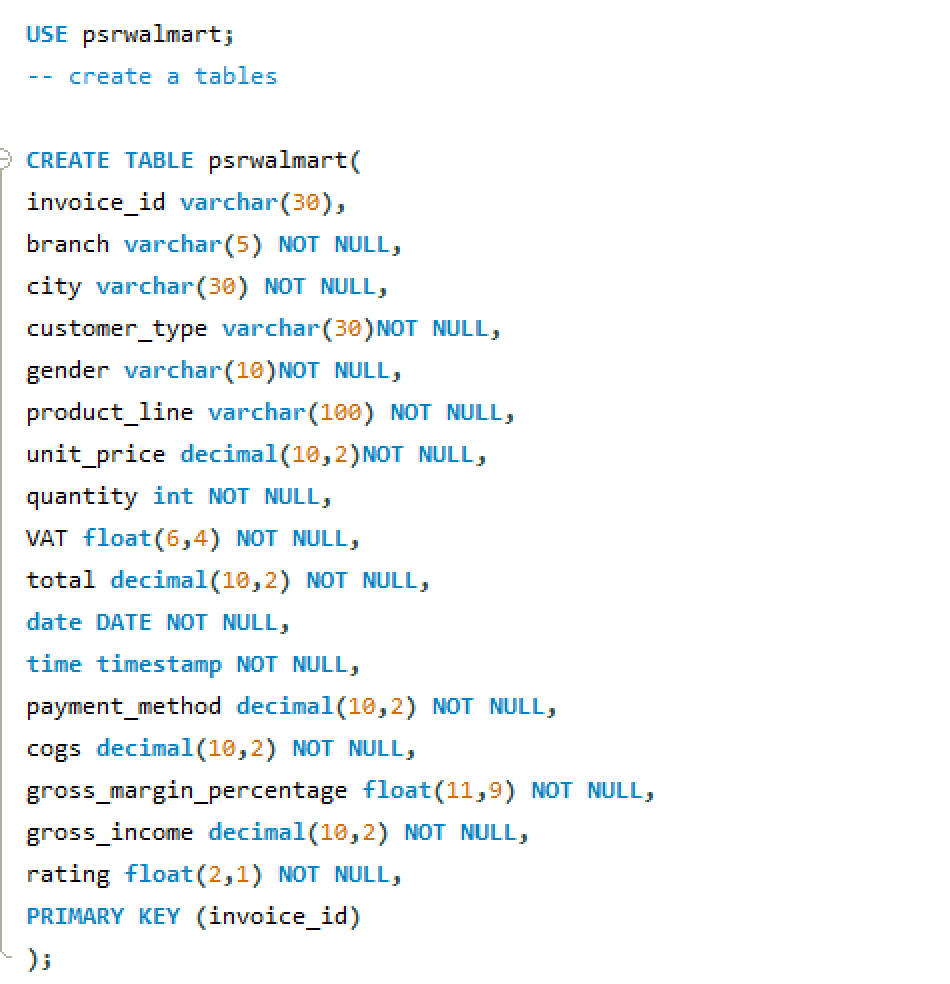 USE psrwalmart;
-- create a tables
CREATE TABLE psrwalmart(
invoice_id varchar(30),
branch varchar(5) NOT NULL,
city varchar(30) NOT NULL,
customer_type varchar(30)NOT NULL,
gender varchar(10)NOT NULL,
product_line varchar(100) NOT NULL,
unit_price decimal(10,2)NOT NULL,
quantity int NOT NULL,
VAT float(6,4) NOT NULL,
total decimal(10,2) NOT NULL,
date DATE NOT NULL,
time timestamp NOT NULL,
payment_method decimal(10,2) NOT NULL,
cogs decimal(10,2) NOT NULL,
gross_margin_percentage float(11,9) NOT NULL,
gross_income decimal(10,2) NOT NULL,
rating float(2,1) NOT NULL,
PRIMARY KEY (invoice_id)
);